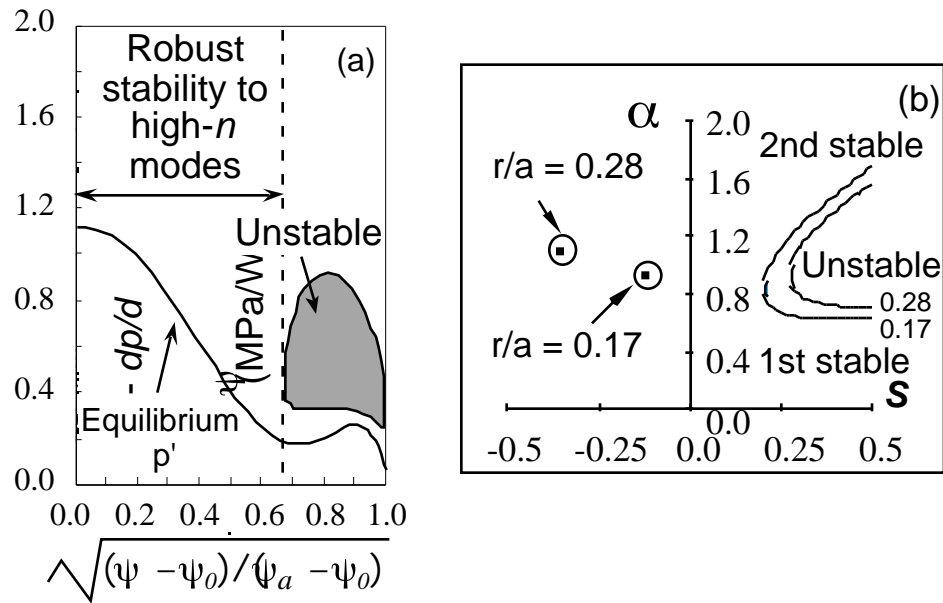 2.0
1.6
1.2
0.8
0.4
0.0
Robust
stability to
high-n
modes
(a)
Unstable
- dp/d
ψ (MPa/W
Equilibrium
p'
0.0 0.2 0.4 0.6 0.8 1.0
√(ψ − ψ₀)/(ψₐ − ψ₀)
(b)
α
2.0
1.6
1.2
0.8
0.4
0.0
2nd stable
r/a = 0.28
Unstable
0.28
0.17
r/a = 0.17
1st stable
S
-0.5 -0.25 0.0 0.25 0.5